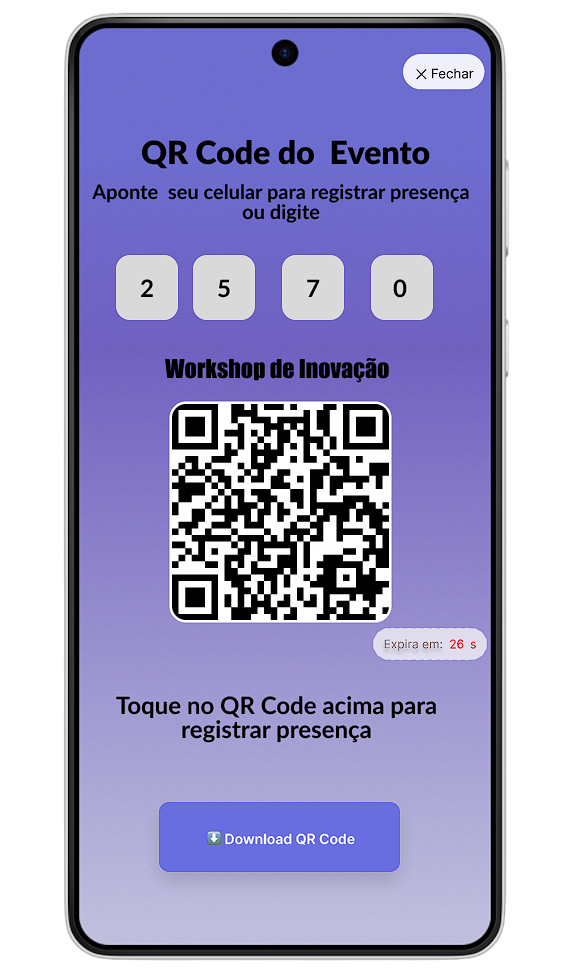 Fechar
QR Code do  Evento
Aponte  seu celular para registrar presença
ou digite
2 5 7 0
Workshop de Inovação
Expira em: 26 s
Toque no QR Code acima para
registrar presença
Download QR Code